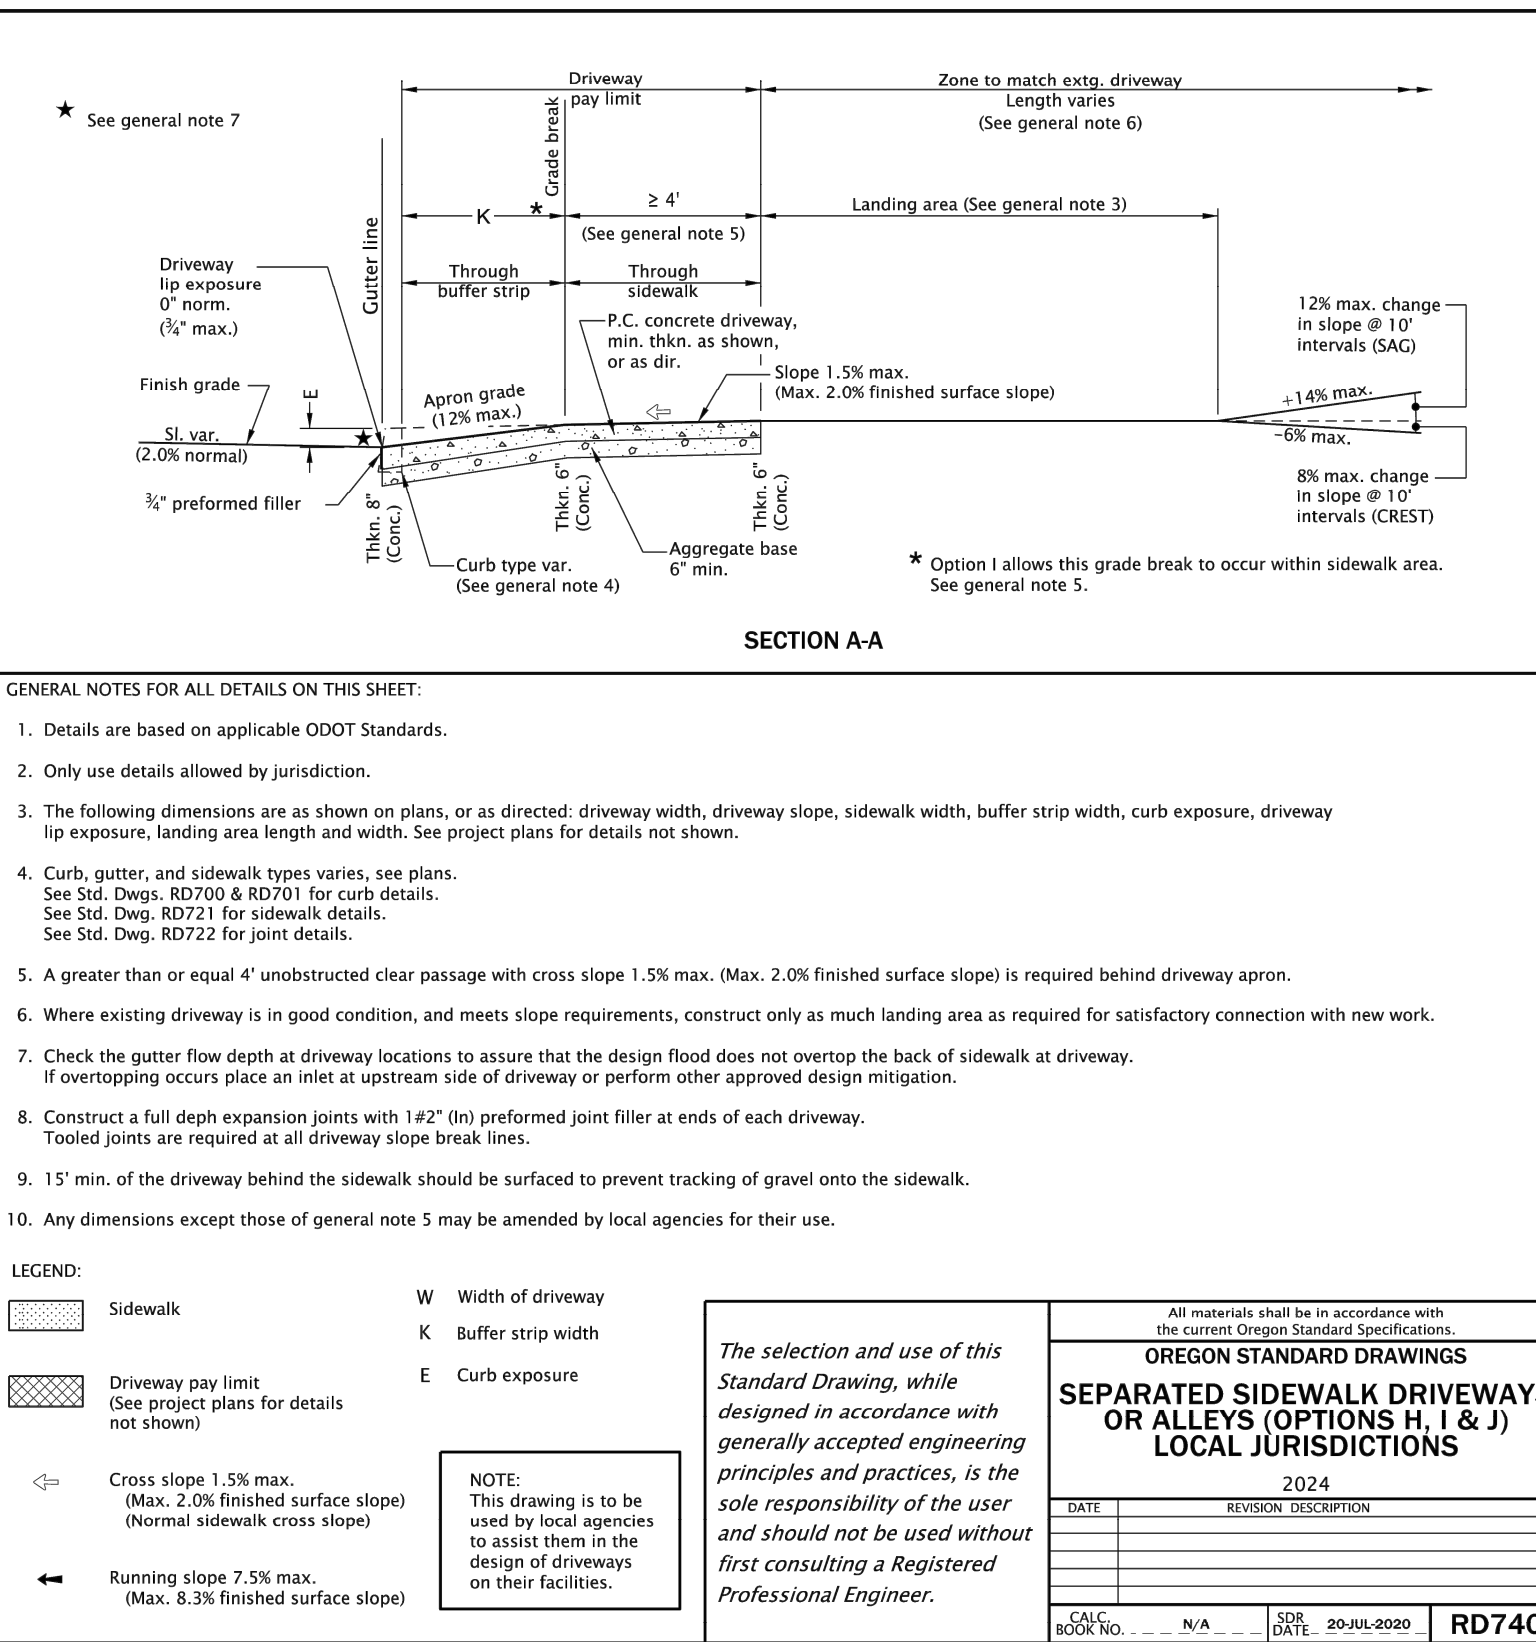 Driveway
pay limit
Zone to match extg. driveway
Length varies
(See general note 6)
★ See general note 7
Grade break
K
*
≥ 4'
(See general note 5)
Landing area (See general note 3)
Gutter line
Driveway
lip exposure
0" norm.
(¾" max.)
Through
buffer strip
Through
sidewalk
P.C. concrete driveway,
min. thkn. as shown,
or as dir.
12% max. change
in slope @ 10'
intervals (SAG)
Slope 1.5% max.
(Max. 2.0% finished surface slope)
Finish grade
E
Apron grade
(12% max.)
+14% max.
-6% max.
Sl. var.
(2.0% normal)
★
¾" preformed filler
Thkn. 8"
(Conc.)
Thkn. 6"
(Conc.)
Thkn. 6"
(Conc.)
8% max. change
in slope @ 10'
intervals (CREST)
Curb type var.
(See general note 4)
Aggregate base
6" min.
* Option I allows this grade break to occur within sidewalk area.
See general note 5.
SECTION A-A
GENERAL NOTES FOR ALL DETAILS ON THIS SHEET:
1. Details are based on applicable ODOT Standards.
2. Only use details allowed by jurisdiction.
3. The following dimensions are as shown on plans, or as directed: driveway width, driveway slope, sidewalk width, buffer strip width, curb exposure, driveway
lip exposure, landing area length and width. See project plans for details not shown.
4. Curb, gutter, and sidewalk types varies, see plans.
See Std. Dwgs. RD700 & RD701 for curb details.
See Std. Dwg. RD721 for sidewalk details.
See Std. Dwg. RD722 for joint details.
5. A greater than or equal 4' unobstructed clear passage with cross slope 1.5% max. (Max. 2.0% finished surface slope) is required behind driveway apron.
6. Where existing driveway is in good condition, and meets slope requirements, construct only as much landing area as required for satisfactory connection with new work.
7. Check the gutter flow depth at driveway locations to assure that the design flood does not overtop the back of sidewalk at driveway.
If overtopping occurs place an inlet at upstream side of driveway or perform other approved design mitigation.
8. Construct a full deph expansion joints with 1#2" (In) preformed joint filler at ends of each driveway.
Tooled joints are required at all driveway slope break lines.
9. 15' min. of the driveway behind the sidewalk should be surfaced to prevent tracking of gravel onto the sidewalk.
10. Any dimensions except those of general note 5 may be amended by local agencies for their use.
LEGEND:
Sidewalk
Driveway pay limit
(See project plans for details
not shown)
Cross slope 1.5% max.
(Max. 2.0% finished surface slope)
(Normal sidewalk cross slope)
Running slope 7.5% max.
(Max. 8.3% finished surface slope)
W Width of driveway
K Buffer strip width
E Curb exposure
NOTE:
This drawing is to be
used by local agencies
to assist them in the
design of driveways
on their facilities.
The selection and use of this
Standard Drawing, while
designed in accordance with
generally accepted engineering
principles and practices, is the
sole responsibility of the user
and should not be used without
first consulting a Registered
Professional Engineer.
All materials shall be in accordance with
the current Oregon Standard Specifications.
OREGON STANDARD DRAWINGS
SEPARATED SIDEWALK DRIVEWAYS
OR ALLEYS (OPTIONS H, I & J)
LOCAL JURISDICTIONS
2024
DATE REVISION DESCRIPTION
CALC.
BOOK NO. N/A
SDR
DATE 20-JUL-2020
RD740